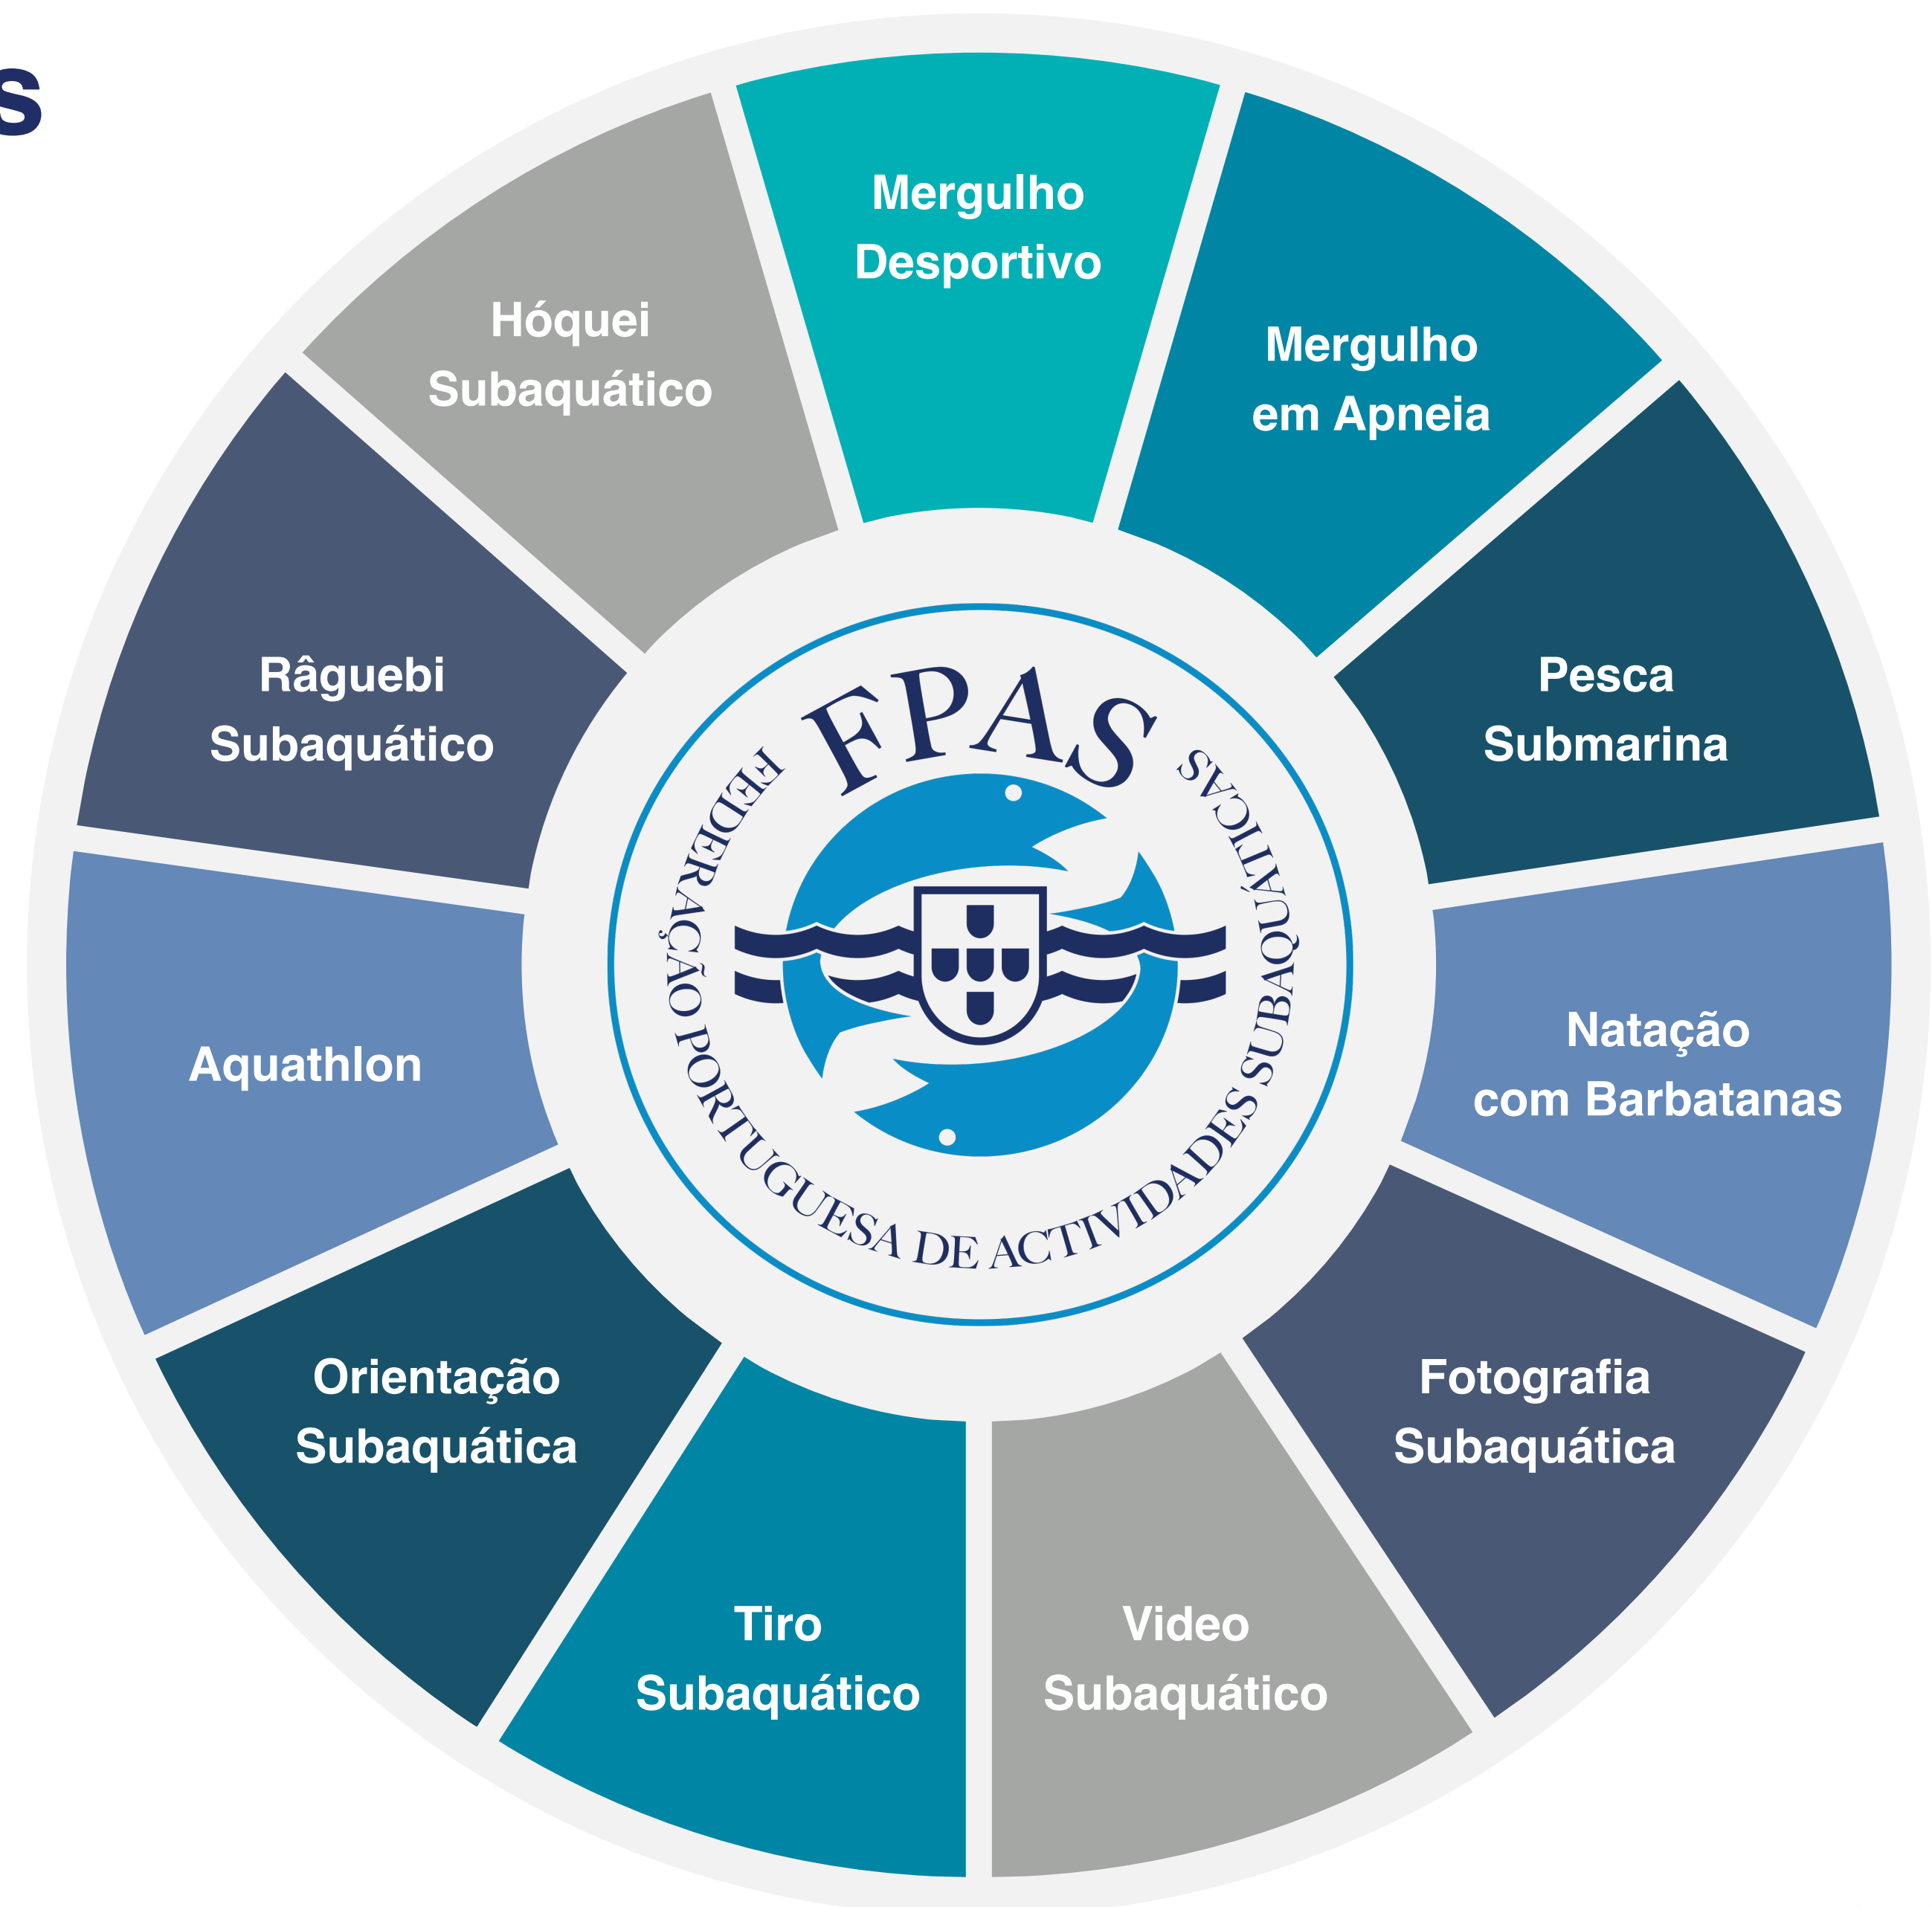 s
Mergulho
Desportivo
Mergulho
em Apneia
Pesca
Submarina
Natação
com Barbatanas
Fotografia
Subaquática
Video
Subaquático
Tiro
Subaquático
Orientação
Subaquática
Aquathlon
Râguebi
Subaquático
Hóquei
Subaquático
FPAS
FEDERAÇÃO PORTUGUESA DE ACTIVIDADES SUBAQUÁTICAS